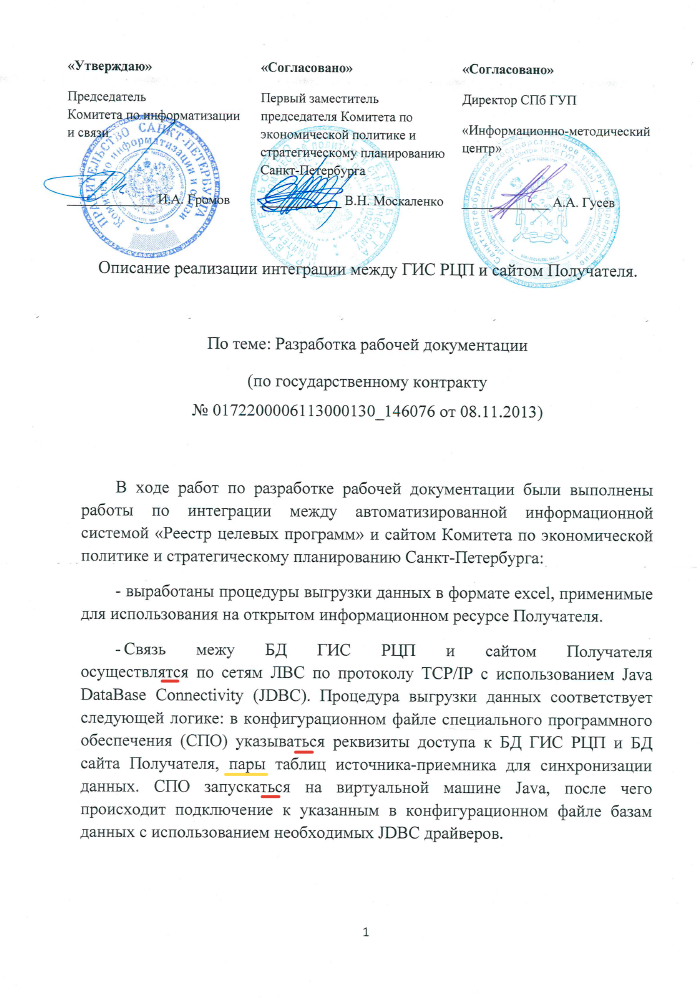 «Утверждаю»
Председатель
Комитета по информатизации
и связи
И.А. Громов
«Согласовано»
Первый заместитель
председателя Комитета по
экономической политике и
стратегическому планированию
Санкт-Петербурга
В.Н. Москаленко
«Согласовано»
Директор СПб ГУП
«Информационно-методический
центр»
А.А. Гусев
Описание реализации интеграции между ГИС РЦП и сайтом Получателя.
По теме: Разработка рабочей документации
(по государственному контракту
№ 0172200006113000130_146076 от 08.11.2013)
В ходе работ по разработке рабочей документации были выполнены
работы по интеграции между автоматизированной информационной
системой «Реестр целевых программ» и сайтом Комитета по экономической
политике и стратегическому планированию Санкт-Петербурга:
- выработаны процедуры выгрузки данных в формате excel, применимые
для использования на открытом информационном ресурсе Получателя.
- Связь межу БД ГИС РЦП и сайтом Получателя
осуществлятся по сетям ЛВС по протоколу TCP/IP с использованием Java
DataBase Connectivity (JDBC). Процедура выгрузки данных соответствует
следующей логике: в конфигурационном файле специального программного
обеспечения (СПО) указываться реквизиты доступа к БД ГИС РЦП и БД
сайта Получателя, пары таблиц источника-приемника для синхронизации
данных. СПО запускаться на виртуальной машине Java, после чего
происходит подключение к указанным в конфигурационном файле базам
данных с использованием необходимых JDBC драйверов.
1